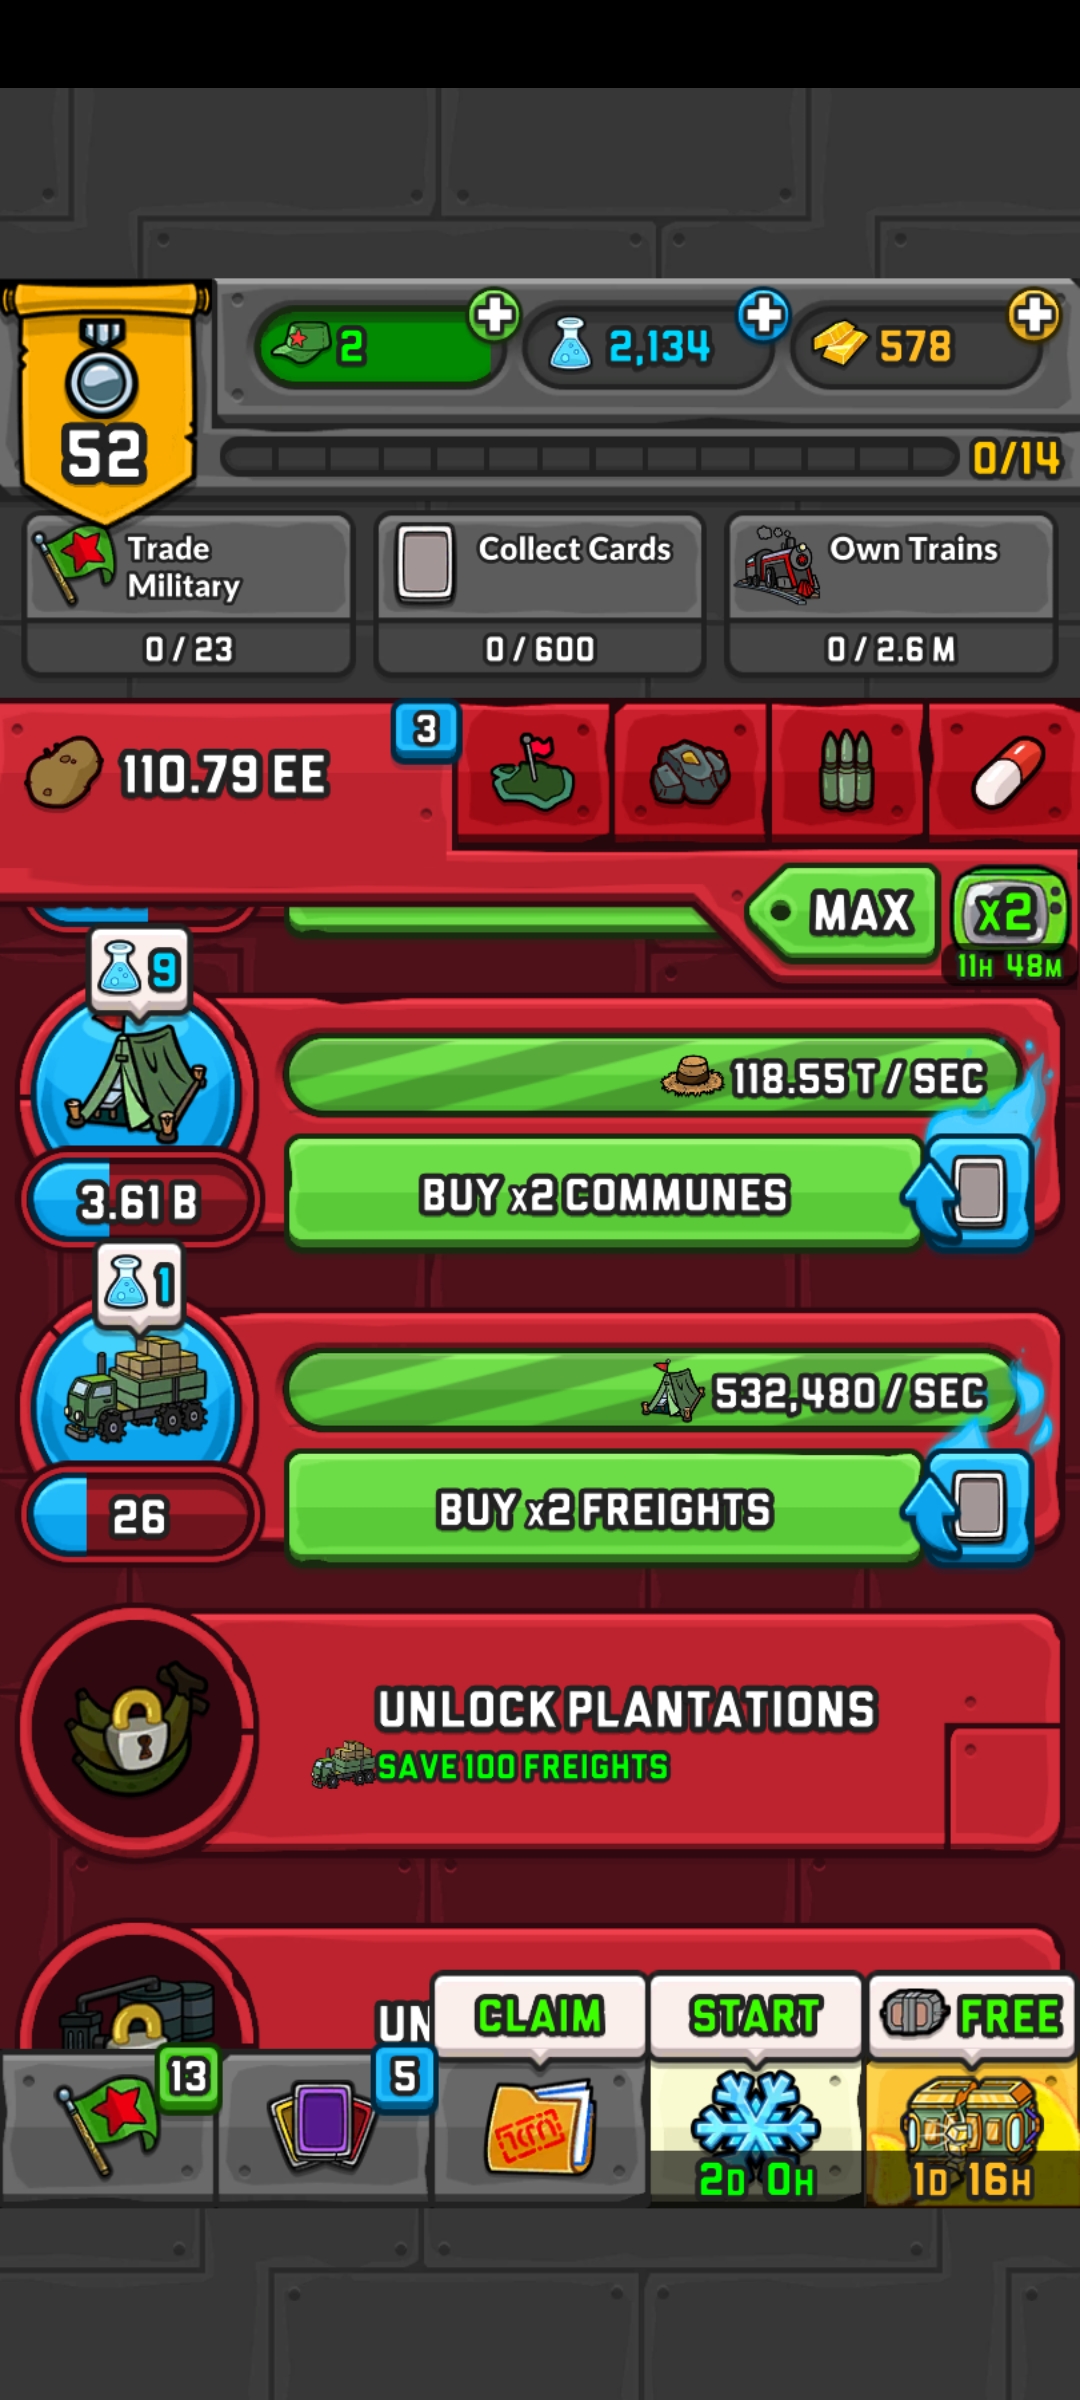 2
2,134
578
52
0/14
Trade
Military
0 / 23
Collect Cards
0 / 600
Own Trains
0 / 2.6 M
110.79 EE
3
MAX
x2
11H 48M
9
118.55 T / SEC
3.61 B
BUY x2 COMMUNES
1
532,480 / SEC
26
BUY x2 FREIGHTS
UNLOCK PLANTATIONS
SAVE 100 FREIGHTS
UN
CLAIM
START
FREE
13
5
2D 0H
1D 16H